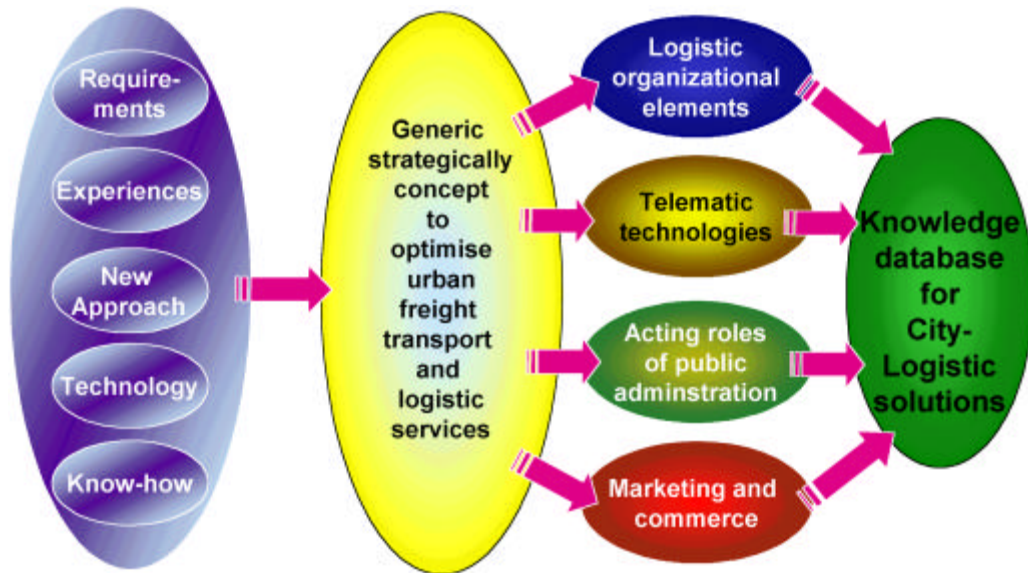 Require-
ments
Experiences
New
Approach
Technology
Know-how
Generic
strategically
concept
to
optimise
urban
freight
transport
and
logistic
services
Logistic
organizational
elements
Telematic
technologies
Acting roles
of public
adminstration
Marketing and
commerce
Knowledge
database
for
City-
Logistic
solutions